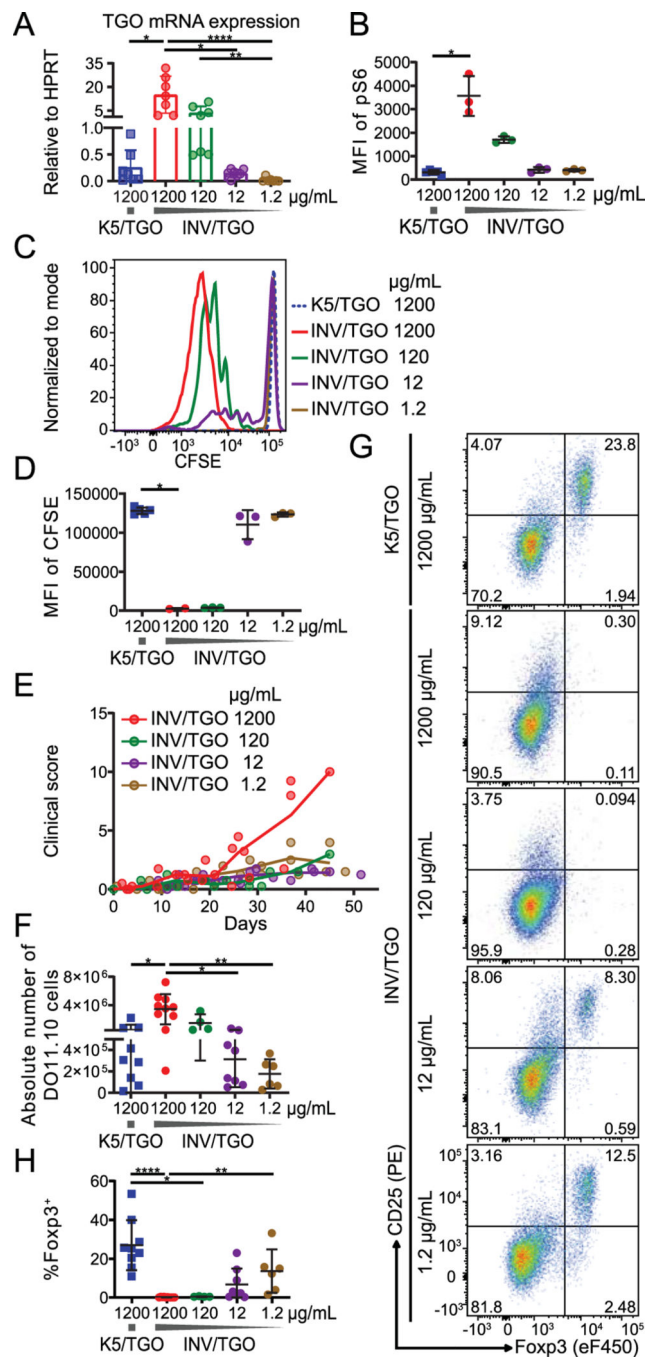 A
TGO mRNA expression
*
****
*
**
Relative to HPRT
35
20
5
1.0
0.5
0.0
1200
1200
120
12
1.2
µg/mL
K5/TGO
INV/TGO
B
*
MFI of pS6
5000
4000
3000
2000
1000
0
1200
1200
120
12
1.2
µg/mL
K5/TGO
INV/TGO
C
Normalized to mode
100
80
60
40
20
0
-10³
0
10³
10⁴
10⁵
CFSE
µg/mL
K5/TGO 1200
INV/TGO 1200
INV/TGO 120
INV/TGO 12
INV/TGO 1.2
D
*
MFI of CFSE
150000
100000
50000
0
1200
1200
120
12
1.2
µg/mL
K5/TGO
INV/TGO
E
µg/mL
INV/TGO 1200
INV/TGO 120
INV/TGO 12
INV/TGO 1.2
Clinical score
15
10
5
0
0
10
20
30
40
50
Days
F
*
**
*
Absolute number of
DO11.10 cells
8×10⁶
4×10⁶
4×10⁵
2×10⁵
0
1200
1200
120
12
1.2
µg/mL
K5/TGO
INV/TGO
H
****
**
*
%Foxp3⁺
60
40
20
0
1200
1200
120
12
1.2
µg/mL
K5/TGO
INV/TGO
G
K5/TGO
1200 µg/mL
4.07
23.8
70.2
1.94
INV/TGO
1200 µg/mL
9.12
0.30
90.5
0.11
120 µg/mL
3.75
0.094
95.9
0.28
12 µg/mL
8.06
8.30
83.1
0.59
1.2 µg/mL
3.16
12.5
81.8
2.48
10⁵
10⁴
10³
0
-10³
-10³
0
10³
10⁴
10⁵
CD25 (PE)
Foxp3 (eF450)